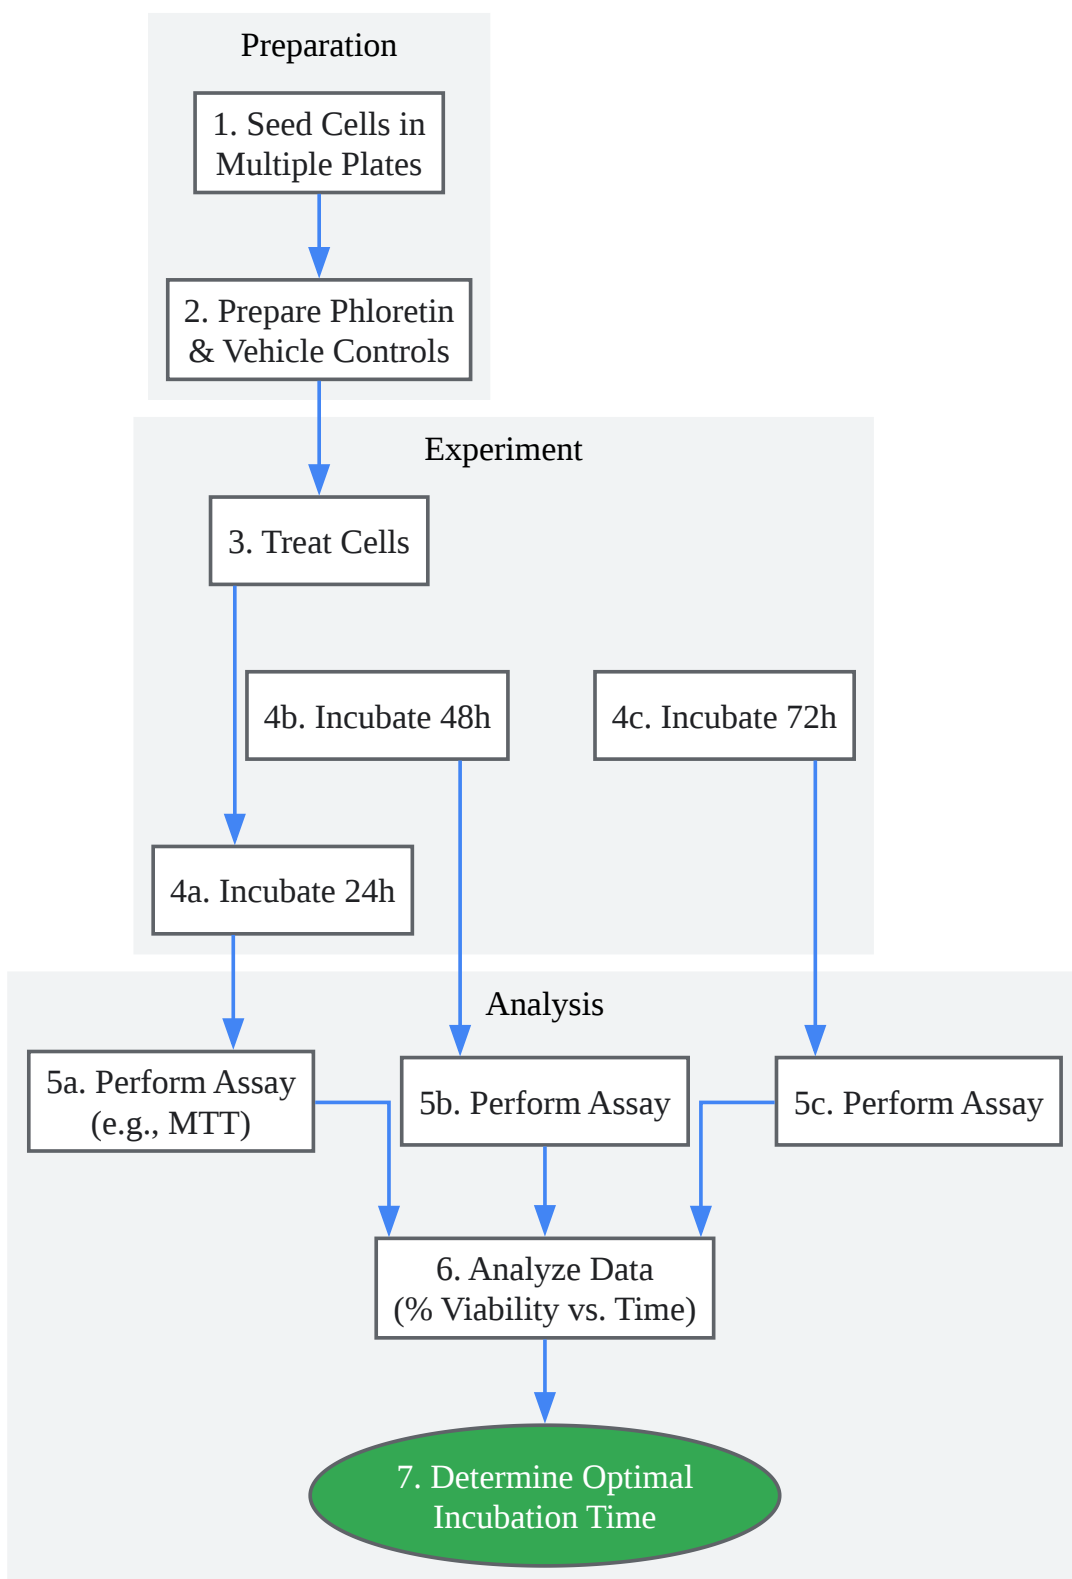 Preparation
1. Seed Cells in
Multiple Plates
2. Prepare Phloretin
& Vehicle Controls
Experiment
3. Treat Cells
4b. Incubate 48h
4c. Incubate 72h
4a. Incubate 24h
Analysis
5a. Perform Assay
(e.g., MTT)
5b. Perform Assay
5c. Perform Assay
6. Analyze Data
(% Viability vs. Time)
7. Determine Optimal
Incubation Time